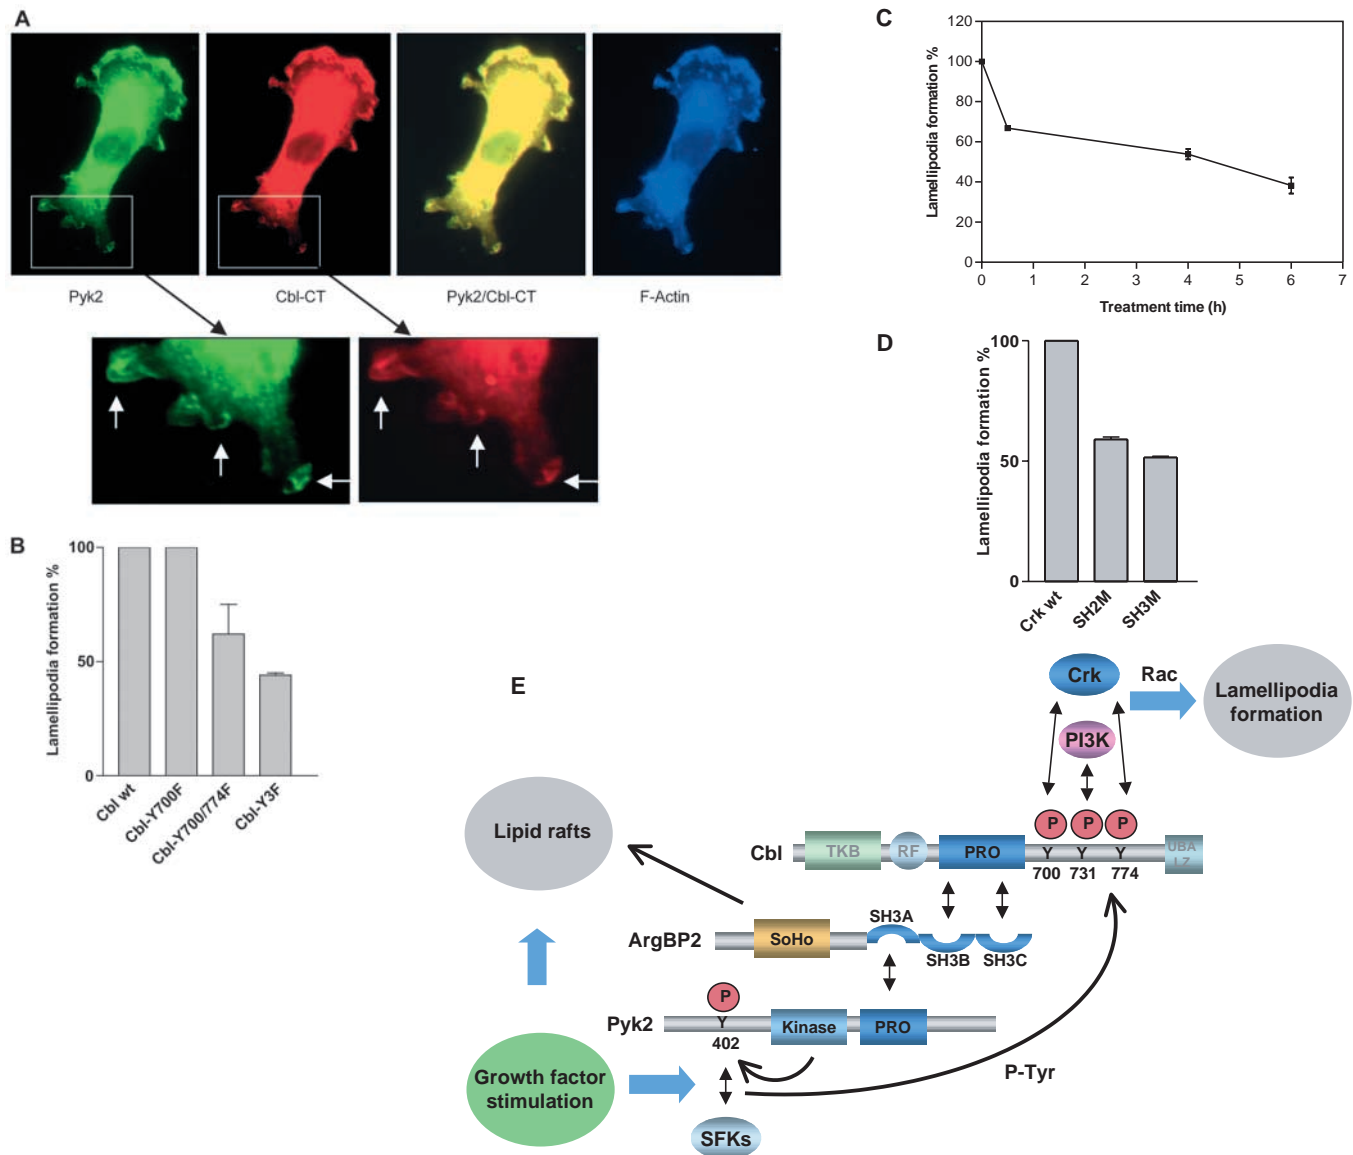 A
Pyk2
Cbl-CT
Pyk2/Cbl-CT
F-Actin
B
Lamellipodia formation %
100
50
0
Cbl wt
Cbl-Y700F
Cbl-Y700/774F
Cbl-Y3F
C
Lamellipodia formation %
120
100
80
60
40
20
0
0 1 2 3 4 5 6 7
Treatment time (h)
D
Lamellipodia formation %
100
50
0
Crk wt
SH2M
SH3M
E
Crk
Rac
Lamellipodia
formation
PI3K
P P P
Cbl
TKB
RF
PRO
Y Y Y
700 731 774
UBA
LZ
Lipid rafts
ArgBP2
SoHo
SH3A
SH3B
SH3C
P
Pyk2
Y
402
Kinase
PRO
Growth factor
stimulation
P-Tyr
SFKs